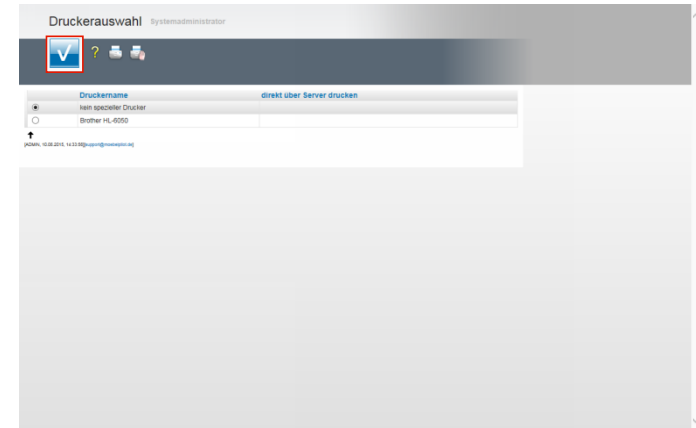 Druckerauswahl Systemadministrator
?
Druckername direkt über Server drucken
kein spezieller Drucker
Brother HL-6050